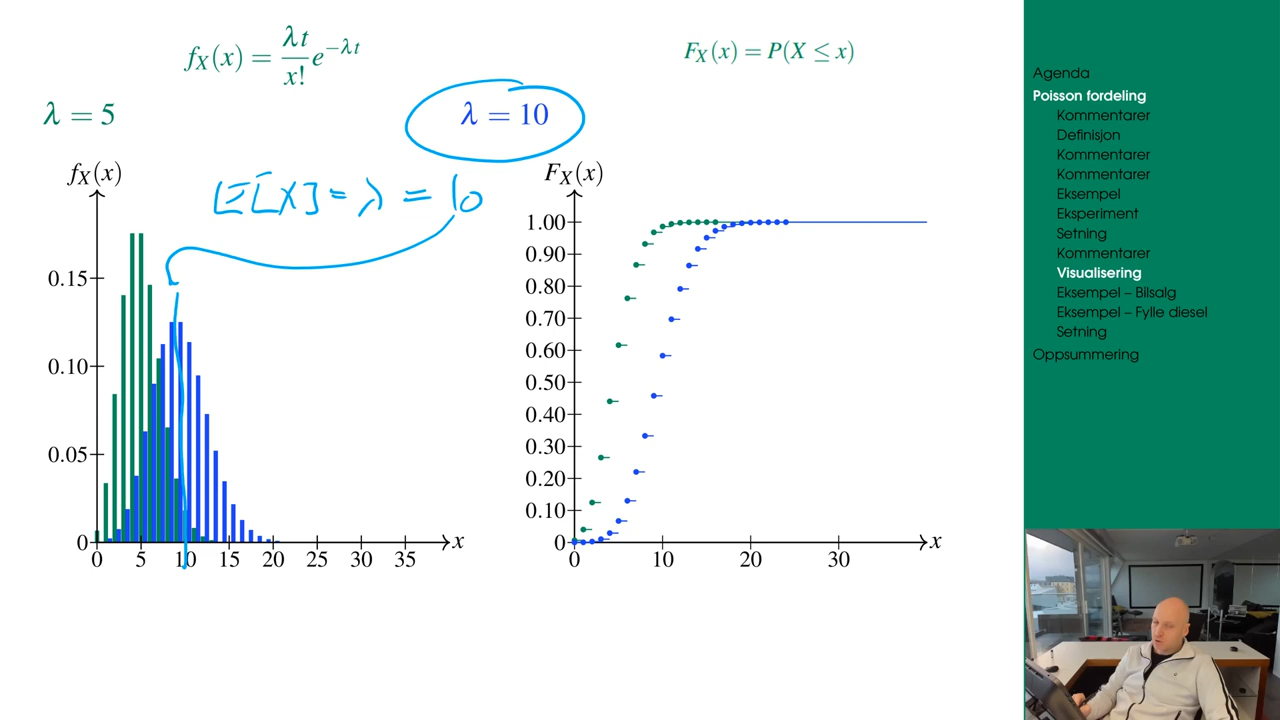 f_X(x) = \frac{λt}{x!} e^{-λt}
F_X(x) = P(X ≤ x)
λ = 5
λ = 10
f_X(x)
E[X] = λ = 10
0.15
0.10
0.05
0
0 5 10 15 20 25 30 35
x
F_X(x)
1.00
0.90
0.80
0.70
0.60
0.50
0.40
0.30
0.20
0.10
0
0 10 20 30
x
Agenda
Poisson fordeling
Kommentarer
Definisjon
Kommentarer
Kommentarer
Eksempel
Eksperiment
Setning
Kommentarer
Visualisering
Eksempel – Bilsalg
Eksempel – Fylle diesel
Setning
Oppsummering